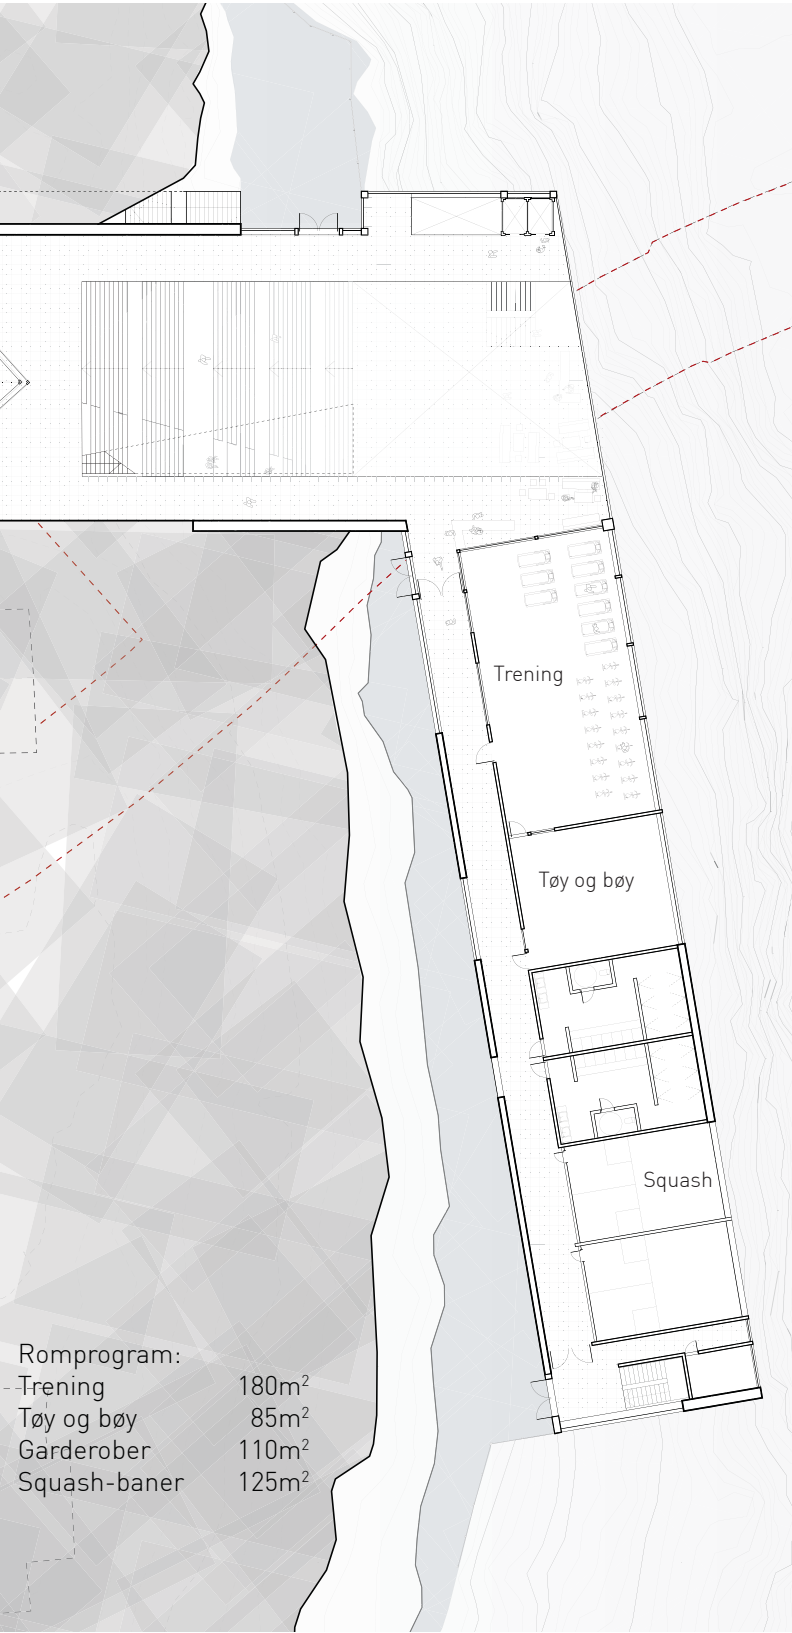 Trening
Tøy og bøy
Squash
Romprogram:
Trening 180m²
Tøy og bøy 85m²
Garderober 110m²
Squash-baner 125m²